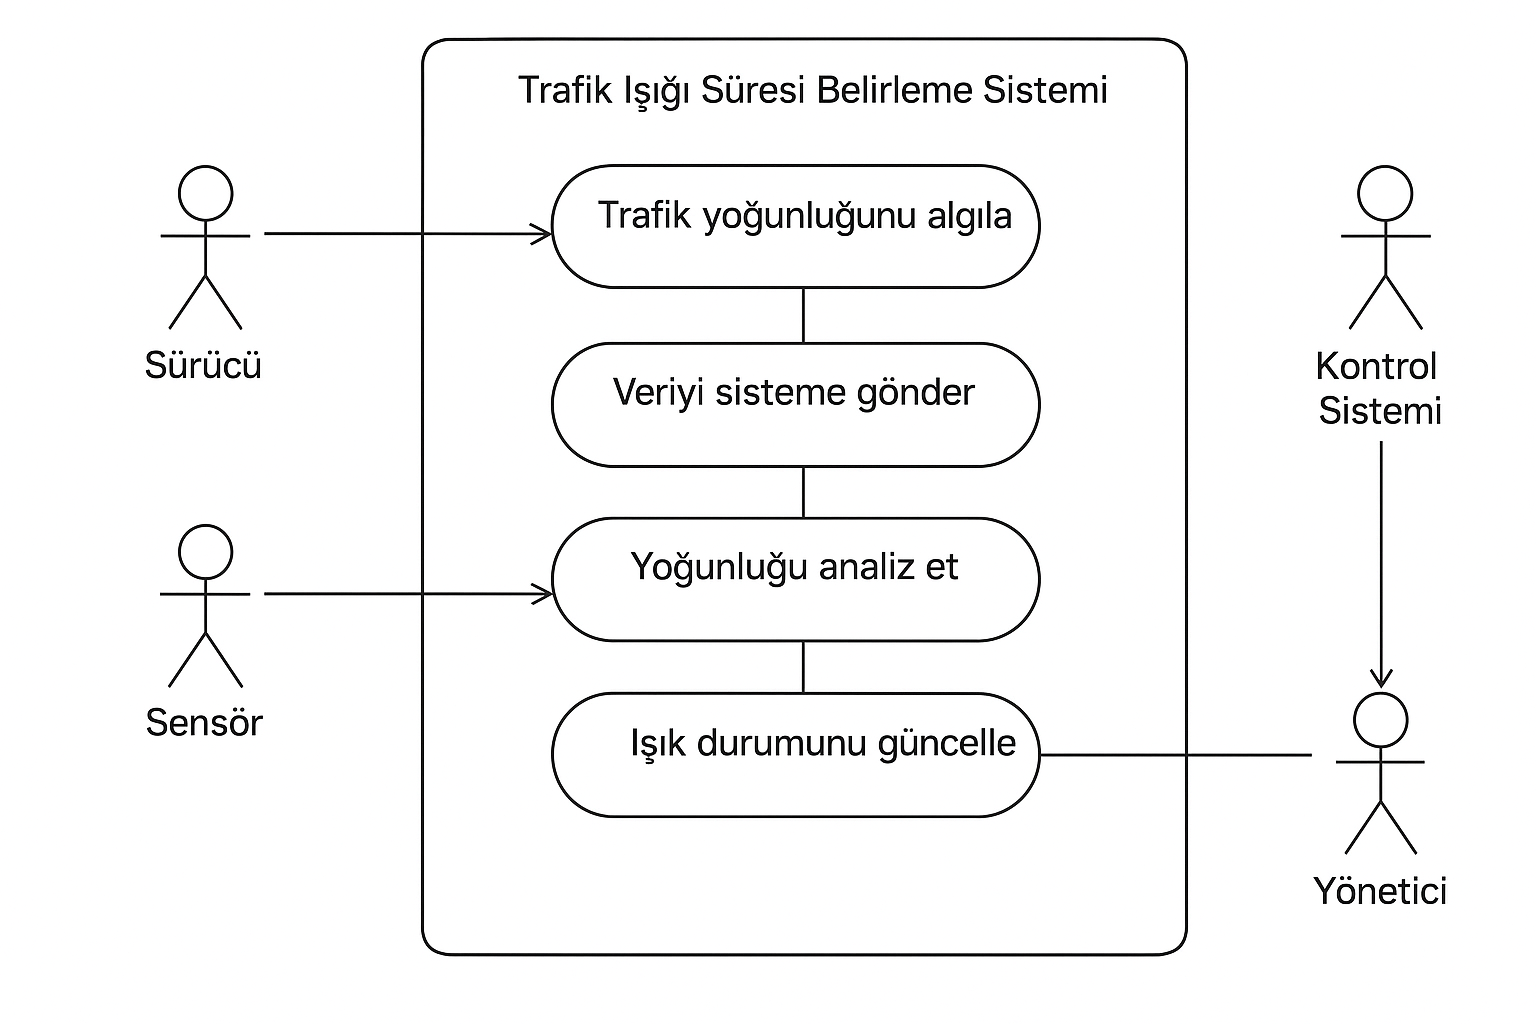 Trafik Işığı Süresi Belirleme Sistemi
Trafik yoğunluğunu algıla
Sürücü
Veriyi sisteme gönder
Kontrol
Sistemi
Yoğunluğu analiz et
Sensör
Işık durumunu güncelle
Yönetici